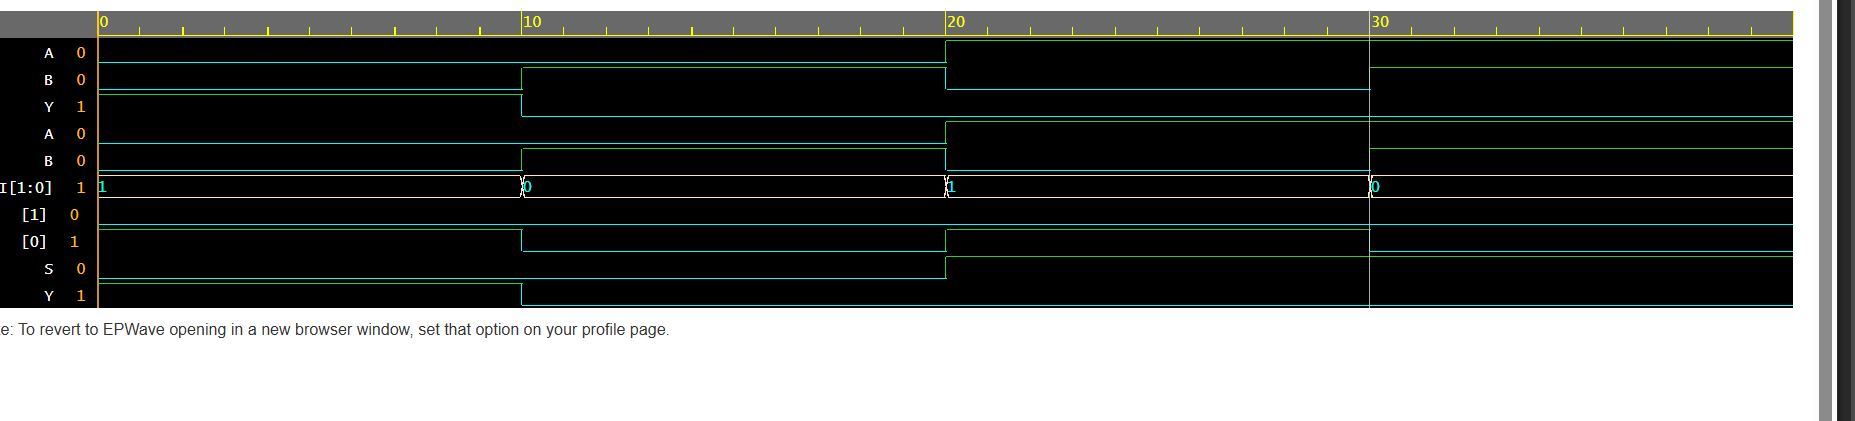 0 10 20 30
A 0
B 0
Y 1
A 0
B 0
I[1:0] 1 1 0 1 0
[1] 0
[0] 1
S 0
Y 1
e: To revert to EPWave opening in a new browser window, set that option on your profile page.